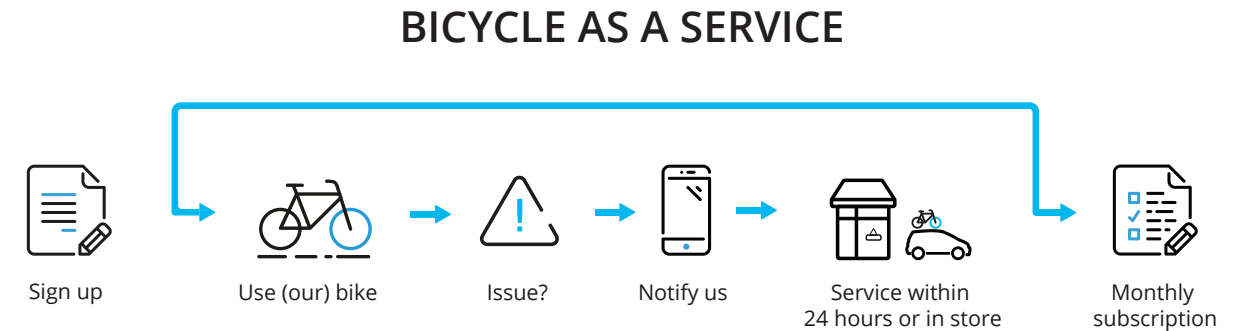 BICYCLE AS A SERVICE
Sign up
Use (our) bike
Issue?
Notify us
Service within
24 hours or in store
Monthly
subscription